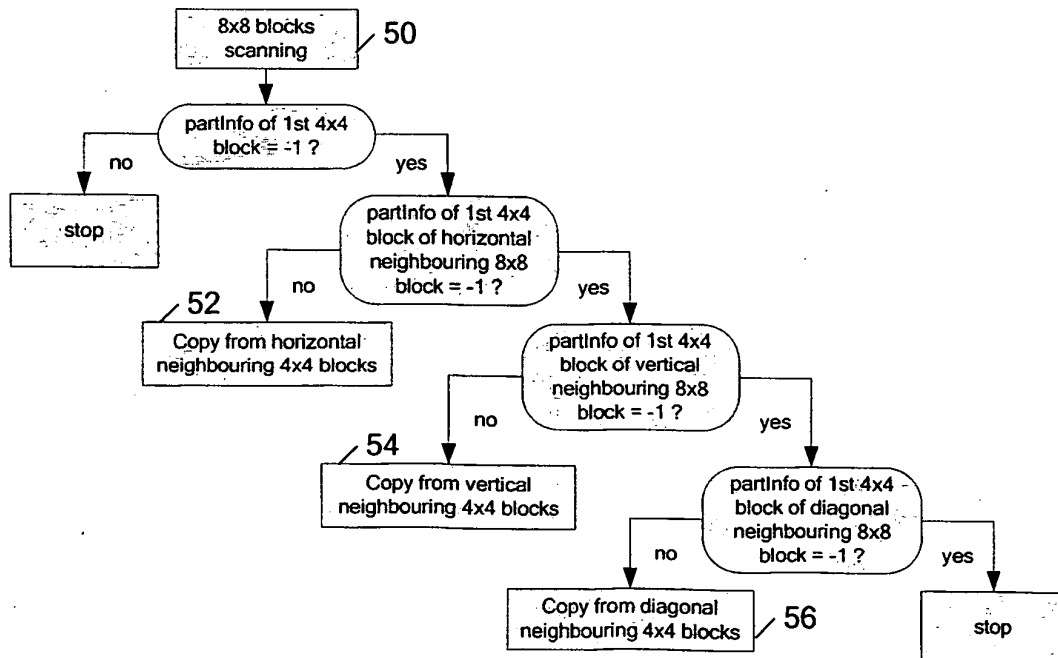 8x8 blocks
scanning
50
partInfo of 1st 4x4
block = -1 ?
no
yes
stop
partInfo of 1st 4x4
block of horizontal
neighbouring 8x8
block = -1 ?
no
yes
52
Copy from horizontal
neighbouring 4x4 blocks
partInfo of 1st 4x4
block of vertical
neighbouring 8x8
block = -1 ?
no
yes
54
Copy from vertical
neighbouring 4x4 blocks
partInfo of 1st 4x4
block of diagonal
neighbouring 8x8
block = -1 ?
no
yes
Copy from diagonal
neighbouring 4x4 blocks
56
stop